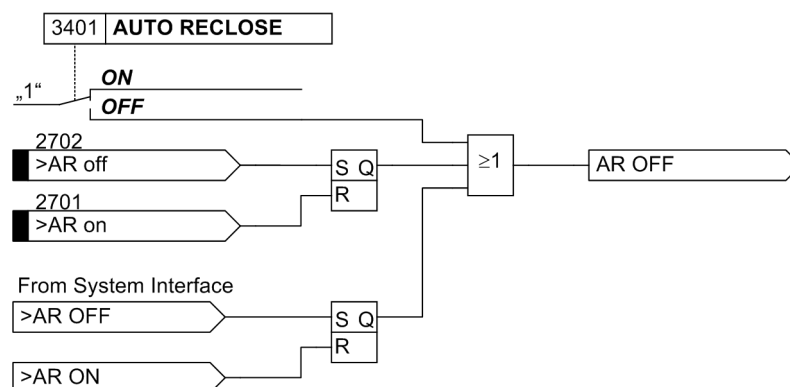 3401 AUTO RECLOSE
ON
„1“
OFF
2702
>AR off
S Q
R
≥1
AR OFF
2701
>AR on
From System Interface
>AR OFF
S Q
R
>AR ON